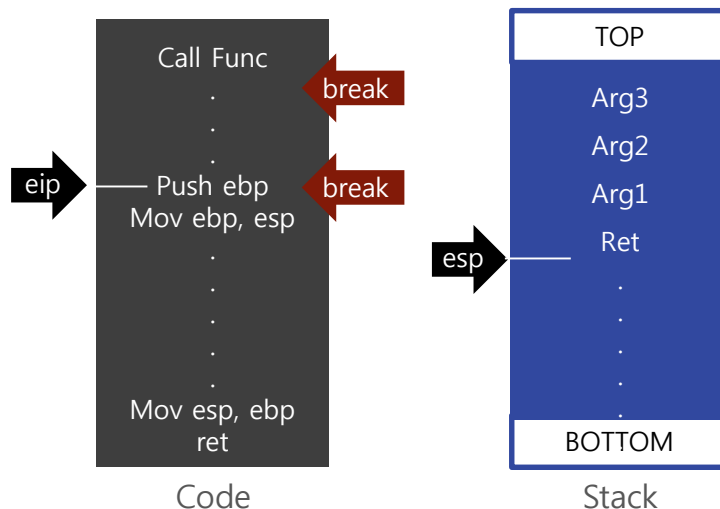 Call Func
.
.
.
Push ebp
Mov ebp, esp
.
.
.
.
.
Mov esp, ebp
ret
Code
break
break
eip
esp
TOP
Arg3
Arg2
Arg1
Ret
.
.
.
.
.
BOTTOM
Stack